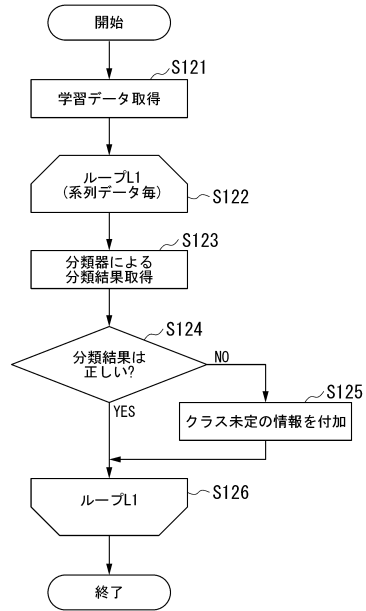 開始
S121
学習データ取得
ループL1
(系列データ毎)
S122
S123
分類器による
分類結果取得
S124
分類結果は
正しい?
NO
YES
S125
クラス未定の情報を付加
ループL1
S126
終了